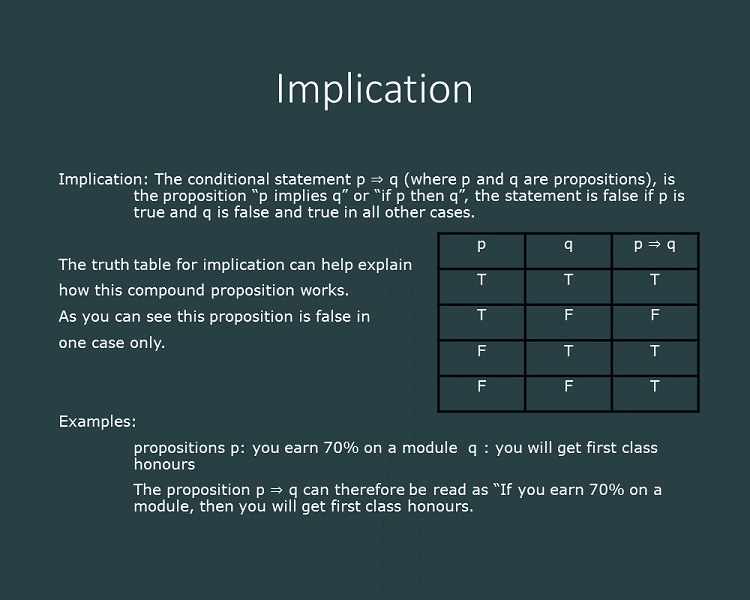 Implication
Implication: The conditional statement p ⇒ q (where p and q are propositions), is
the proposition “p implies q” or “if p then q”, the statement is false if p is
true and q is false and true in all other cases.
The truth table for implication can help explain
how this compound proposition works.
As you can see this proposition is false in
one case only.
p q p ⇒ q
T T T
T F F
F T T
F F T
Examples:
propositions p: you earn 70% on a module q : you will get first class
honours
The proposition p ⇒ q can therefore be read as “If you earn 70% on a
module, then you will get first class honours.